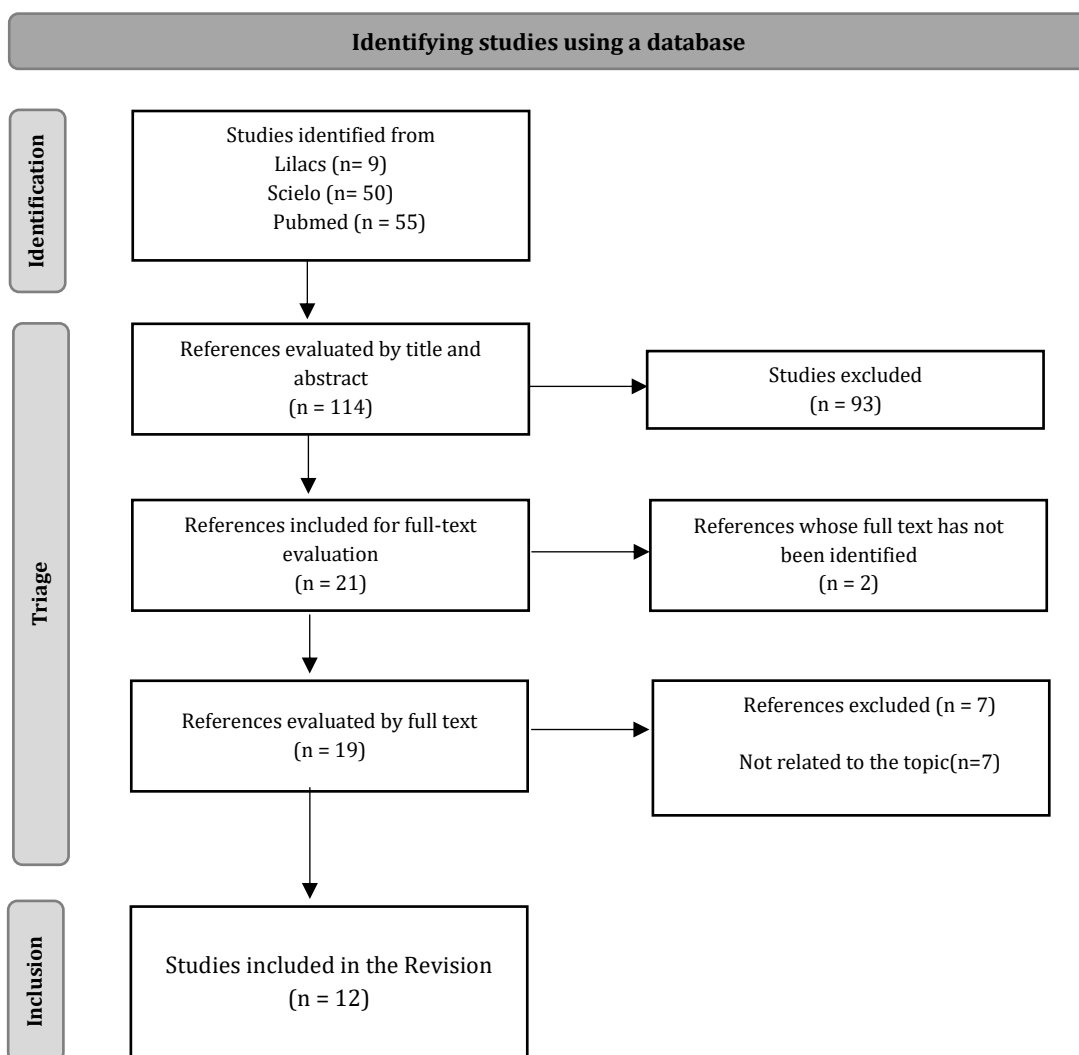 Identifying studies using a database
Identification
Studies identified from
Lilacs (n= 9)
Scielo (n= 50)
Pubmed (n = 55)
Triage
References evaluated by title and
abstract
(n = 114)
Studies excluded
(n = 93)
References included for full-text
evaluation
(n = 21)
References whose full text has not
been identified
(n = 2)
References evaluated by full text
(n = 19)
References excluded (n = 7)
Not related to the topic(n=7)
Inclusion
Studies included in the Revision
(n = 12)